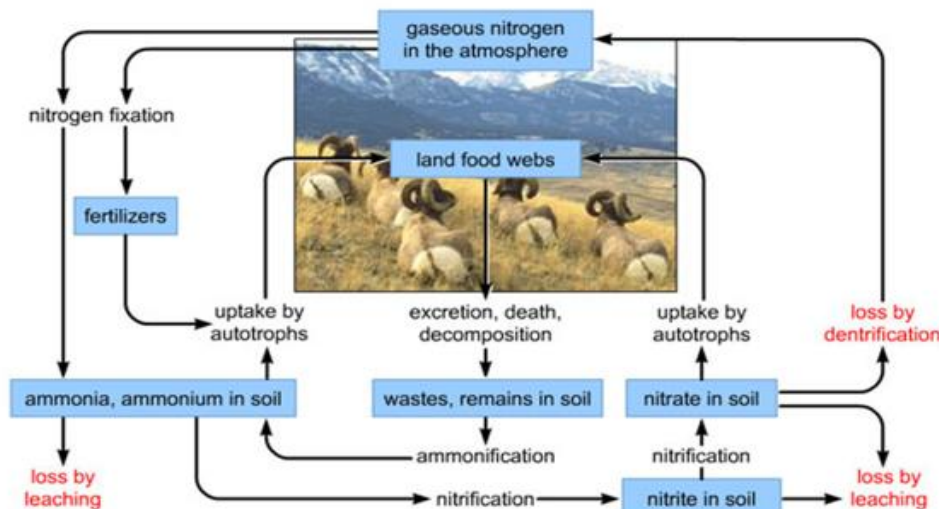 gaseous nitrogen
in the atmosphere
nitrogen fixation
land food webs
fertilizers
uptake by
autotrophs
excretion, death,
decomposition
uptake by
autotrophs
loss by
dentrification
ammonia, ammonium in soil
wastes, remains in soil
nitrate in soil
loss by
leaching
ammonification
nitrification
loss by
leaching
nitrification
nitrite in soil